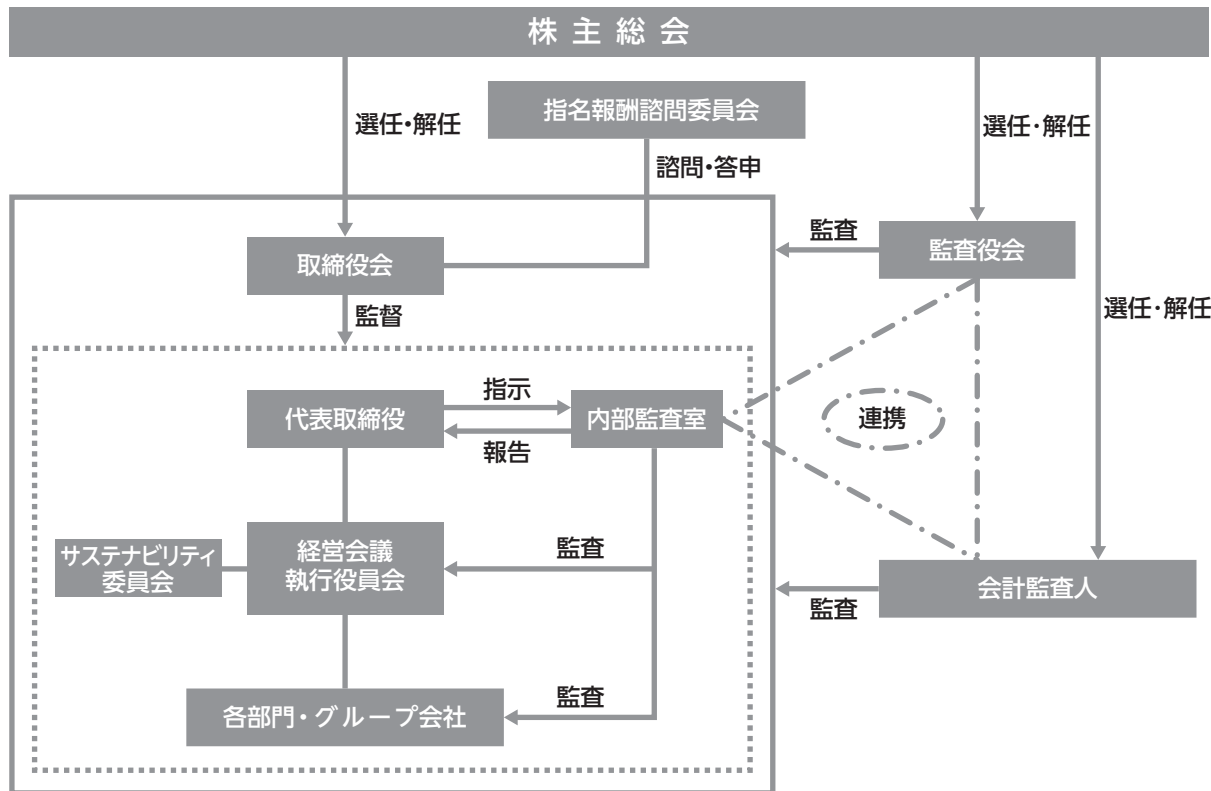 株主総会
指名報酬諮問委員会
選任・解任
選任・解任
諮問・答申
監査
監査役会
取締役会
監督
選任・解任
指示
代表取締役
内部監査室
連携
報告
サステナビリティ
委員会
経営会議
執行役員会
監査
会計監査人
監査
監査
各部門・グループ会社